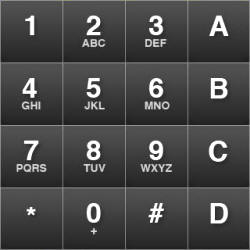 1 2 3 A
ABC DEF
4 5 6 B
GHI JKL MNO
7 8 9 C
PQRS TUV WXYZ
* 0 # D
+